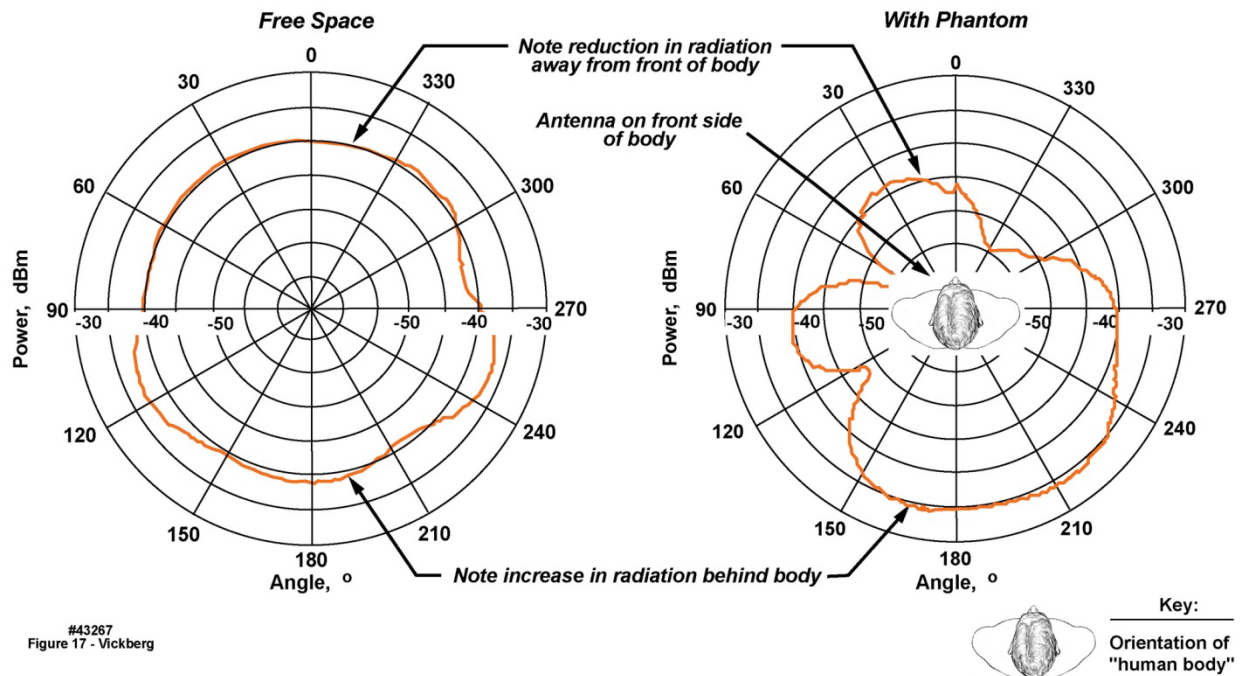 Free Space
With Phantom
Note reduction in radiation
away from front of body
Antenna on front side
of body
0
30
330
60
300
90
270
-30
-40
-50
-50
-40
-30
120
240
150
210
180
Power, dBm
Angle, º
0
30
330
60
300
90
270
-30
-40
-50
-50
-40
-30
120
240
150
210
180
Power, dBm
Angle, º
Note increase in radiation behind body
#43267
Figure 17 - Vickberg
Key:
Orientation of
"human body"